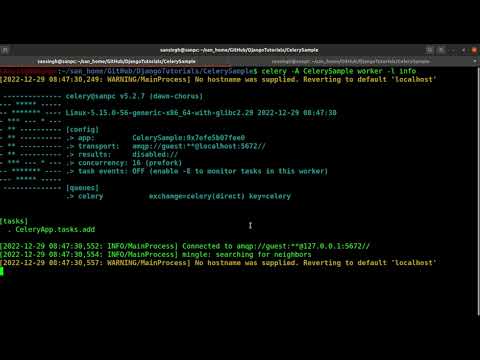 sansingh@sanpc: ~/san_home/GitHub/DjangoTutorials/CelerySample
sansingh@sanpc: ~/san_home/GitHub/DjangoTutorials/CelerySample
sansingh@sanpc: ~/san_home/GitHub/DjangoTutorials/CelerySample
:~/san_home/GitHub/DjangoTutorials/CelerySample$ celery -A CelerySample worker -l info
[2022-12-29 08:47:30,249: WARNING/MainProcess] No hostname was supplied. Reverting to default 'localhost'
-------------- celery@sanpc v5.2.7 (dawn-chorus)
--- ***** -----
-- ******* ---- Linux-5.15.0-56-generic-x86_64-with-glibc2.29 2022-12-29 08:47:30
- *** --- * ---
- ** ---------- [config]
- ** ---------- .> app: CelerySample:0x7efe5b07fee0
- ** ---------- .> transport: amqp://guest:**@localhost:5672//
- ** ---------- .> results: disabled://
- *** --- * --- .> concurrency: 16 (prefork)
-- ******* ---- .> task events: OFF (enable -E to monitor tasks in this worker)
--- ***** -----
-------------- [queues]
.> celery exchange=celery(direct) key=celery
[tasks]
. CeleryApp.tasks.add
[2022-12-29 08:47:30,552: INFO/MainProcess] Connected to amqp://guest:**@127.0.0.1:5672//
[2022-12-29 08:47:30,554: INFO/MainProcess] mingle: searching for neighbors
[2022-12-29 08:47:30,557: WARNING/MainProcess] No hostname was supplied. Reverting to default 'localhost'